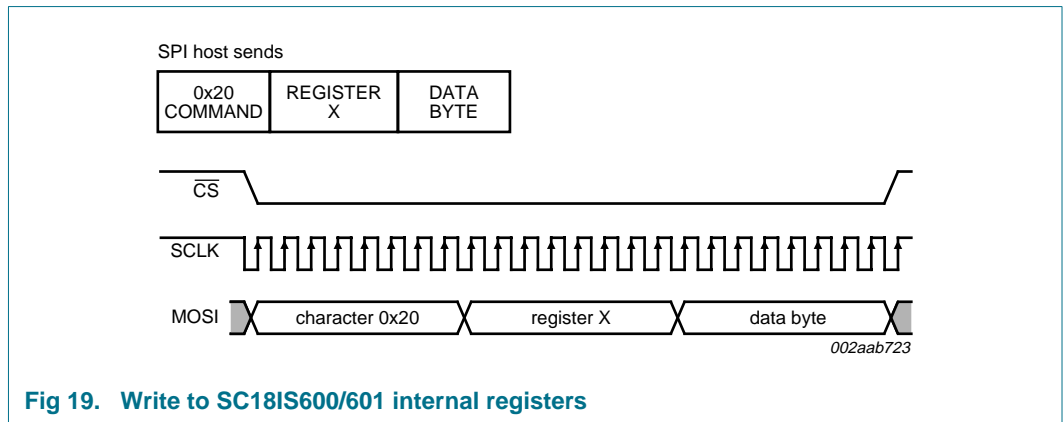 SPI host sends
0x20 COMMAND
REGISTER X
DATA BYTE
CS
SCLK
MOSI
character 0x20
register X
data byte
002aab723
Fig 19. Write to SC18IS600/601 internal registers